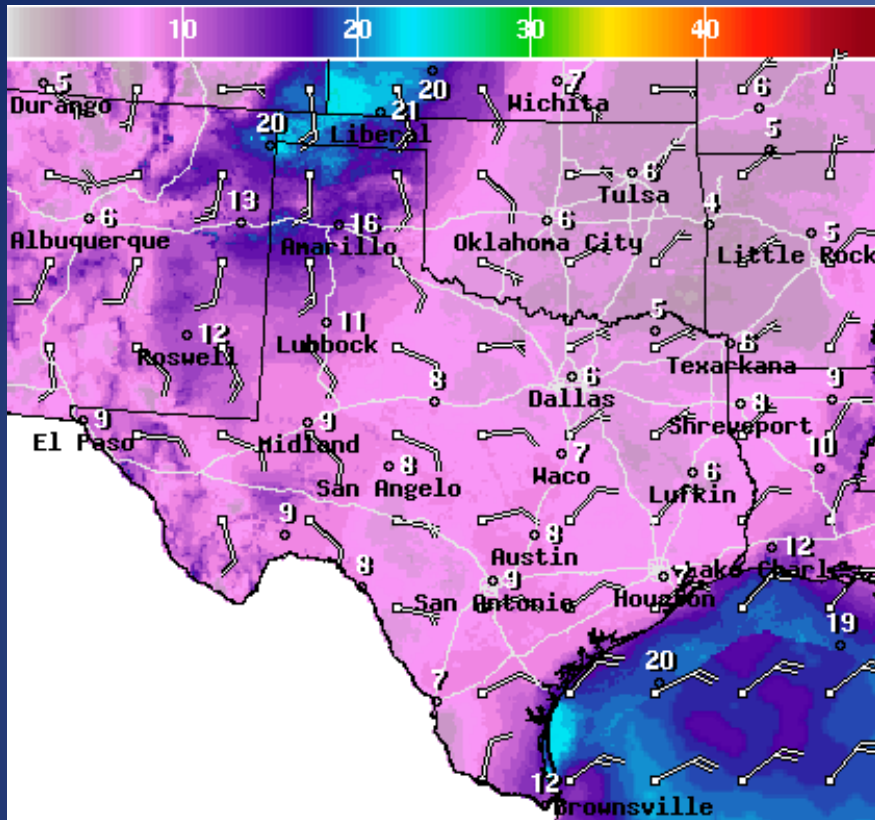 10 20 30 40
5 20 7 6
Durango Wichita
21
Liberal
20 5
6
Tulsa
13
6 16 6 4 5
Albuquerque Amarillo Oklahoma City Little Rock
12 11 5
Roswell Lubbock 6
Texarkana
8 6 8 9
Dallas
9 9 Shreveport
El Paso Midland 10
8 7 6
San Angelo Waco Lufkin
9 8 12
Austin Lake Charles
8 9 7
San Antonio Houston
19
7 20
12
Brownsville